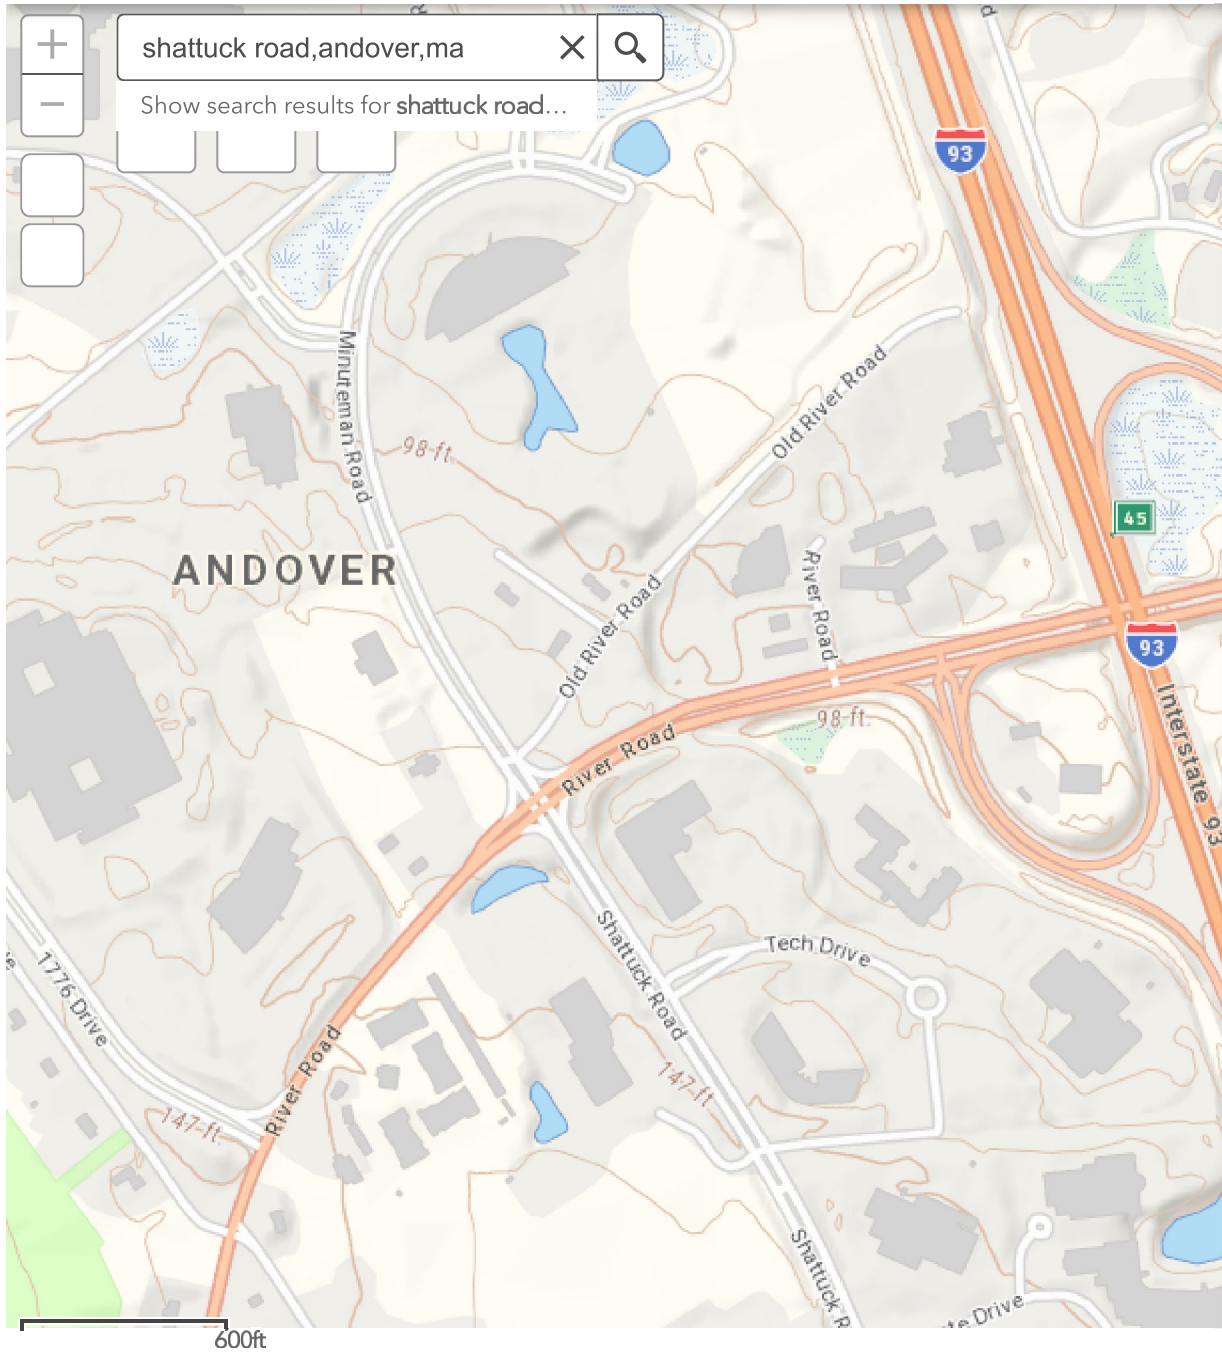 shattuck road,andover,ma
Show search results for shattuck road...
93
Minuteman Road
Old River Road
98-ft.
45
ANDOVER
River Road
Old River Road
93
98-ft.
River Road
Interstate 93
Shattuck Road
Tech Drive
1776 Drive
River Road
147-ft.
147-ft.
Shattuck R
te Drive
600ft